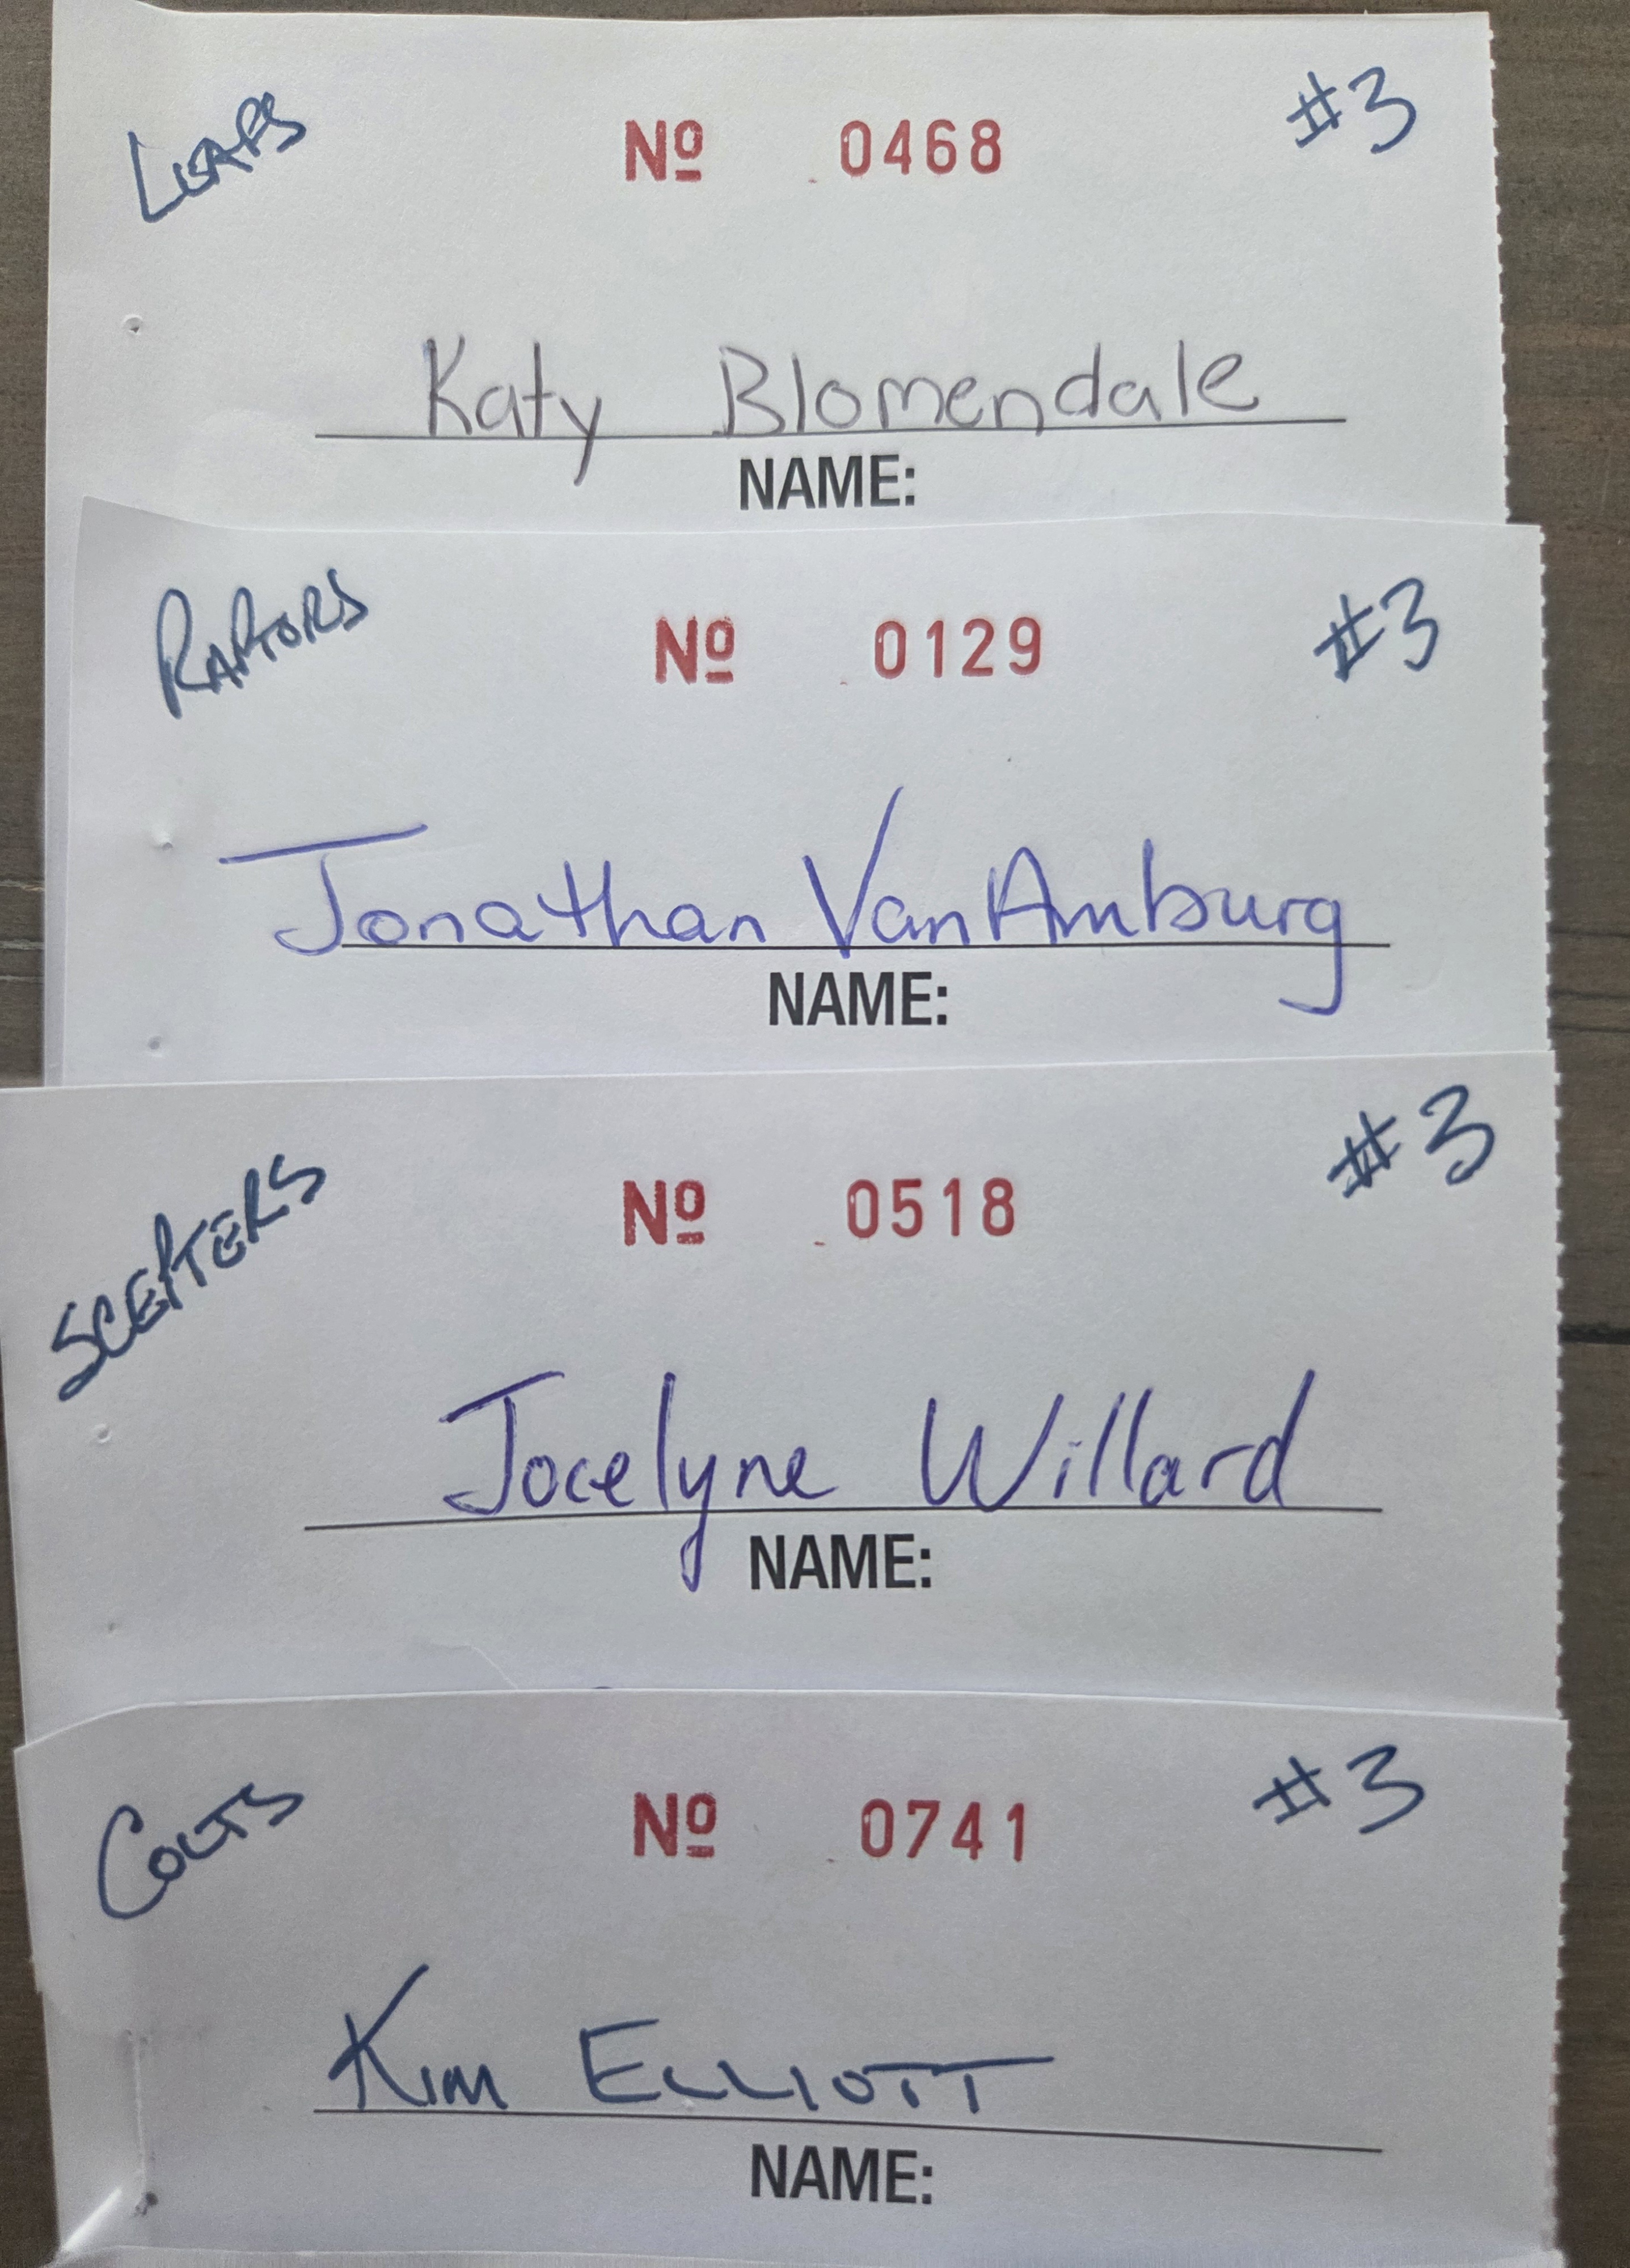 LEAFS Nº 0468 #3
Katy Blomendale
NAME:
RAPTORS Nº 0129 #3
Jonathan VanAmburg
NAME:
SCEPTERS Nº 0518 #3
Jocelyne Willard
NAME:
COLTS Nº 0741 #3
KIM ELLIOTT
NAME: